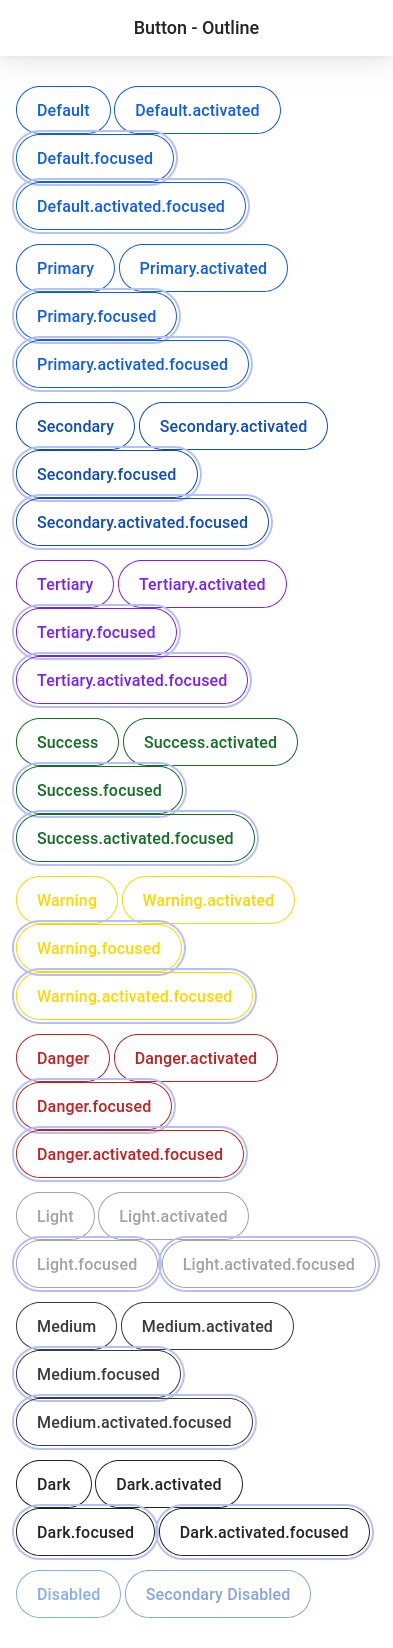 Button - Outline
Default Default.activated
Default.focused
Default.activated.focused
Primary Primary.activated
Primary.focused
Primary.activated.focused
Secondary Secondary.activated
Secondary.focused
Secondary.activated.focused
Tertiary Tertiary.activated
Tertiary.focused
Tertiary.activated.focused
Success Success.activated
Success.focused
Success.activated.focused
Warning Warning.activated
Warning.focused
Warning.activated.focused
Danger Danger.activated
Danger.focused
Danger.activated.focused
Light Light.activated
Light.focused Light.activated.focused
Medium Medium.activated
Medium.focused
Medium.activated.focused
Dark Dark.activated
Dark.focused Dark.activated.focused
Disabled Secondary Disabled